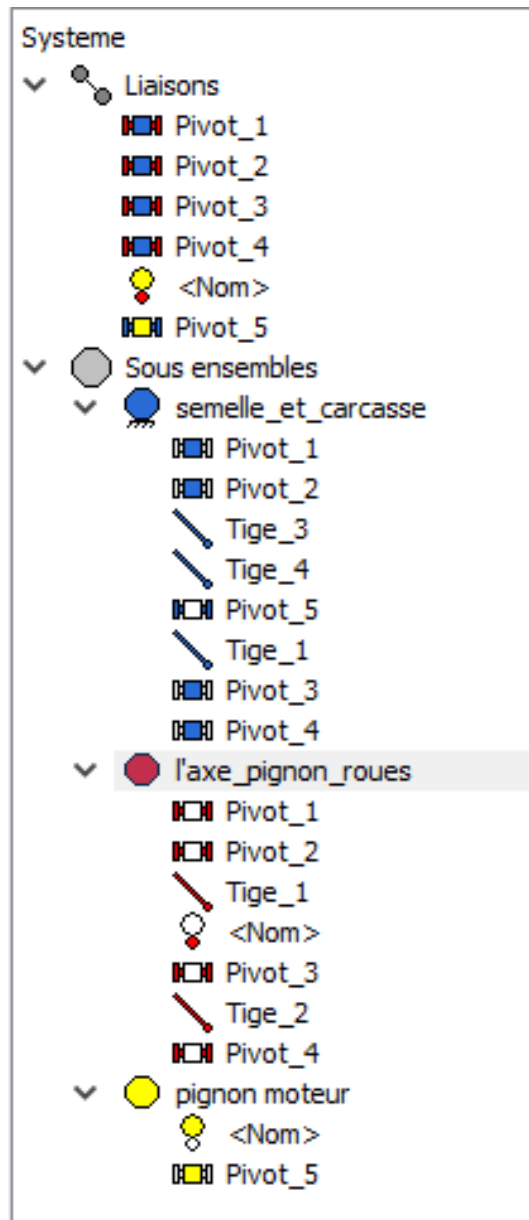 Systeme
Liaisons
Pivot_1
Pivot_2
Pivot_3
Pivot_4
<Nom>
Pivot_5
Sous ensembles
semelle_et_carcasse
Pivot_1
Pivot_2
Tige_3
Tige_4
Pivot_5
Tige_1
Pivot_3
Pivot_4
l'axe_pignon_roues
Pivot_1
Pivot_2
Tige_1
<Nom>
Pivot_3
Tige_2
Pivot_4
pignon moteur
<Nom>
Pivot_5